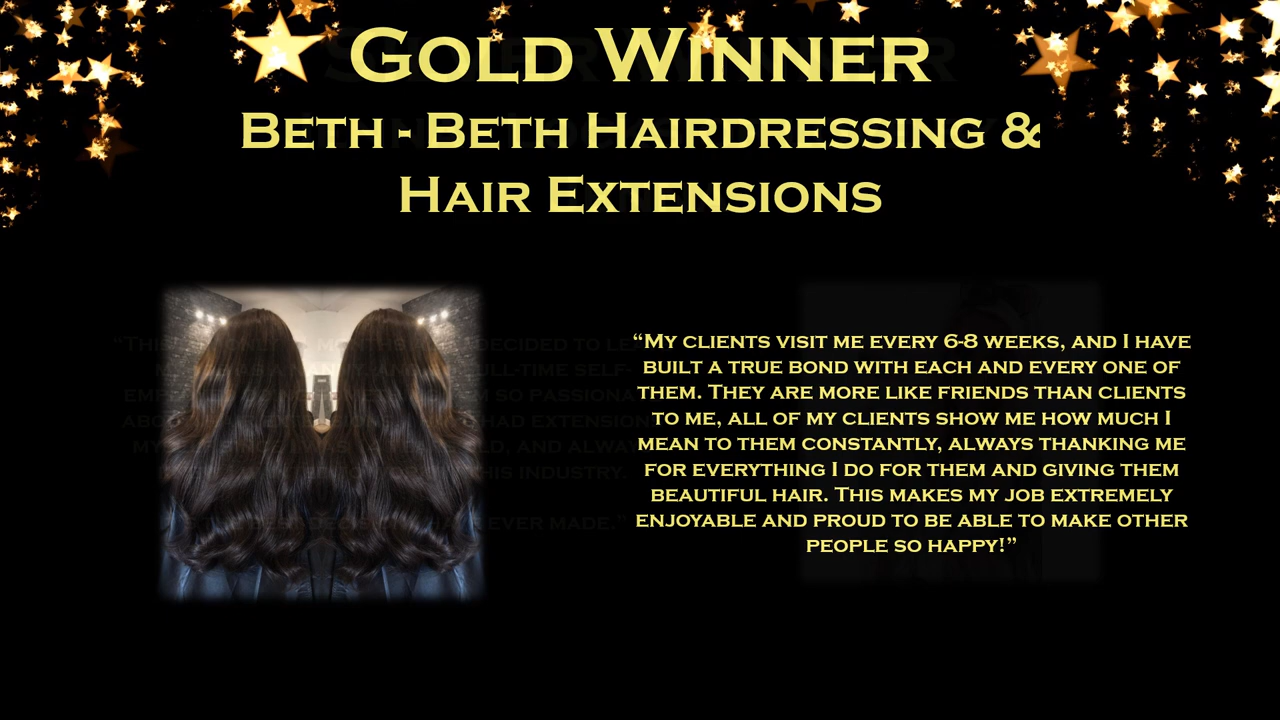 Gold Winner
Beth - Beth Hairdressing &
Hair Extensions
“My clients visit me every 6-8 weeks, and I have
built a true bond with each and every one of
them. They are more like friends than clients
to me, all of my clients show me how much I
mean to them constantly, always thanking me
for everything I do for them and giving them
beautiful hair. This makes my job extremely
enjoyable and proud to be able to make other
people so happy!”